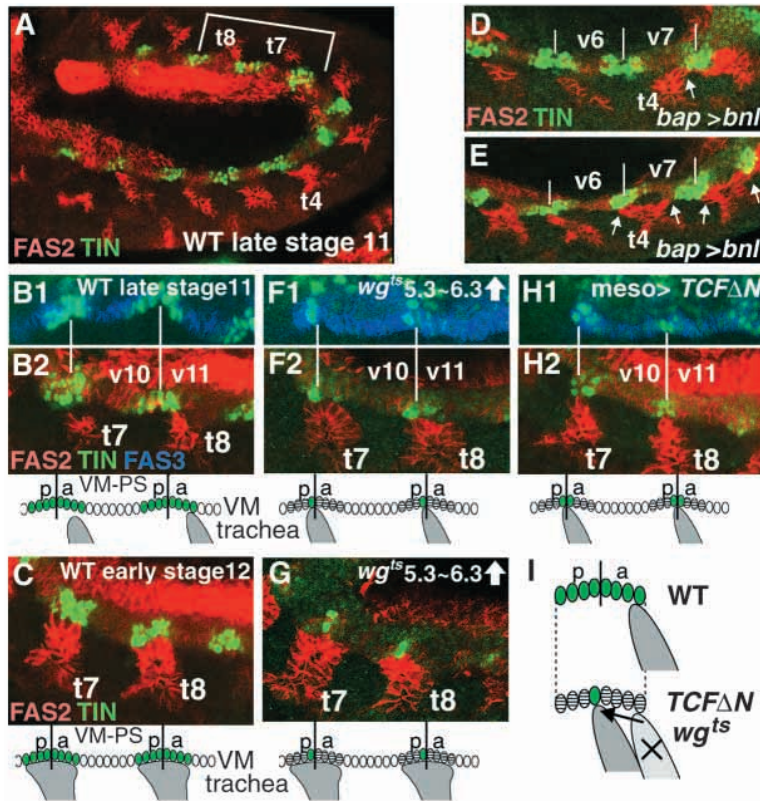 A
t8
t7
t4
FAS2 TIN
WT late stage 11
D
v6
v7
t4
FAS2 TIN
bap >bnl
E
v6
v7
t4
bap >bnl
B1
WT late stage11
B2
v10
v11
t7
t8
FAS2 TIN FAS3
F1
wgts 5.3~6.3
F2
v10
v11
t7
t8
H1
meso> TCFΔN
H2
v10
v11
t7
t8
VM-PS
p a
VM
trachea
p a
p a
C
WT early stage12
t7
t8
FAS2 TIN
G
wgts 5.3~6.3
t7
t8
VM-PS
p a
p a
VM
trachea
p a
p a
I
p a
WT
TCFΔN
wgts